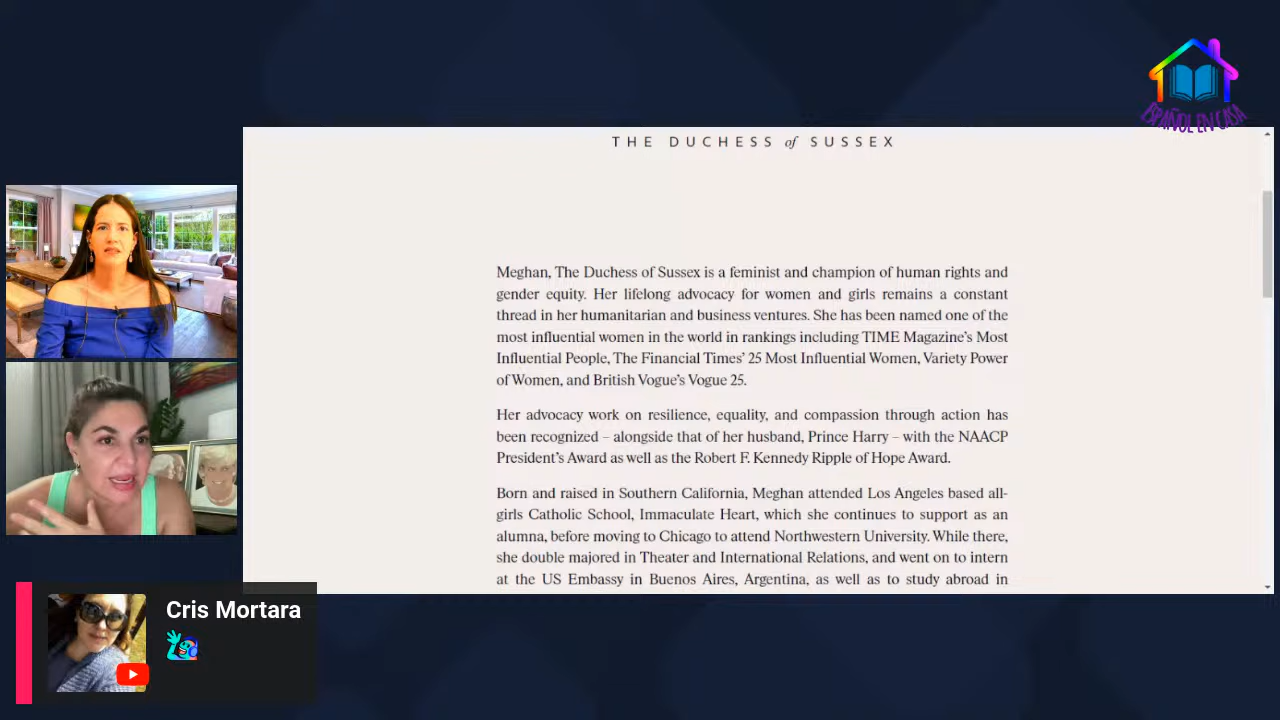 ESPAÑOL EN CASA
THE DUCHESS of SUSSEX
Meghan, The Duchess of Sussex is a feminist and champion of human rights and
gender equity. Her lifelong advocacy for women and girls remains a constant
thread in her humanitarian and business ventures. She has been named one of the
most influential women in the world in rankings including TIME Magazine's Most
Influential People, The Financial Times' 25 Most Influential Women, Variety Power
of Women, and British Vogue's Vogue 25.
Her advocacy work on resilience, equality, and compassion through action has
been recognized – alongside that of her husband, Prince Harry – with the NAACP
President's Award as well as the Robert F. Kennedy Ripple of Hope Award.
Born and raised in Southern California, Meghan attended Los Angeles based all-
girls Catholic School, Immaculate Heart, which she continues to support as an
alumna, before moving to Chicago to attend Northwestern University. While there,
she double majored in Theater and International Relations, and went on to intern
at the US Embassy in Buenos Aires, Argentina, as well as to study abroad in
Cris Mortara